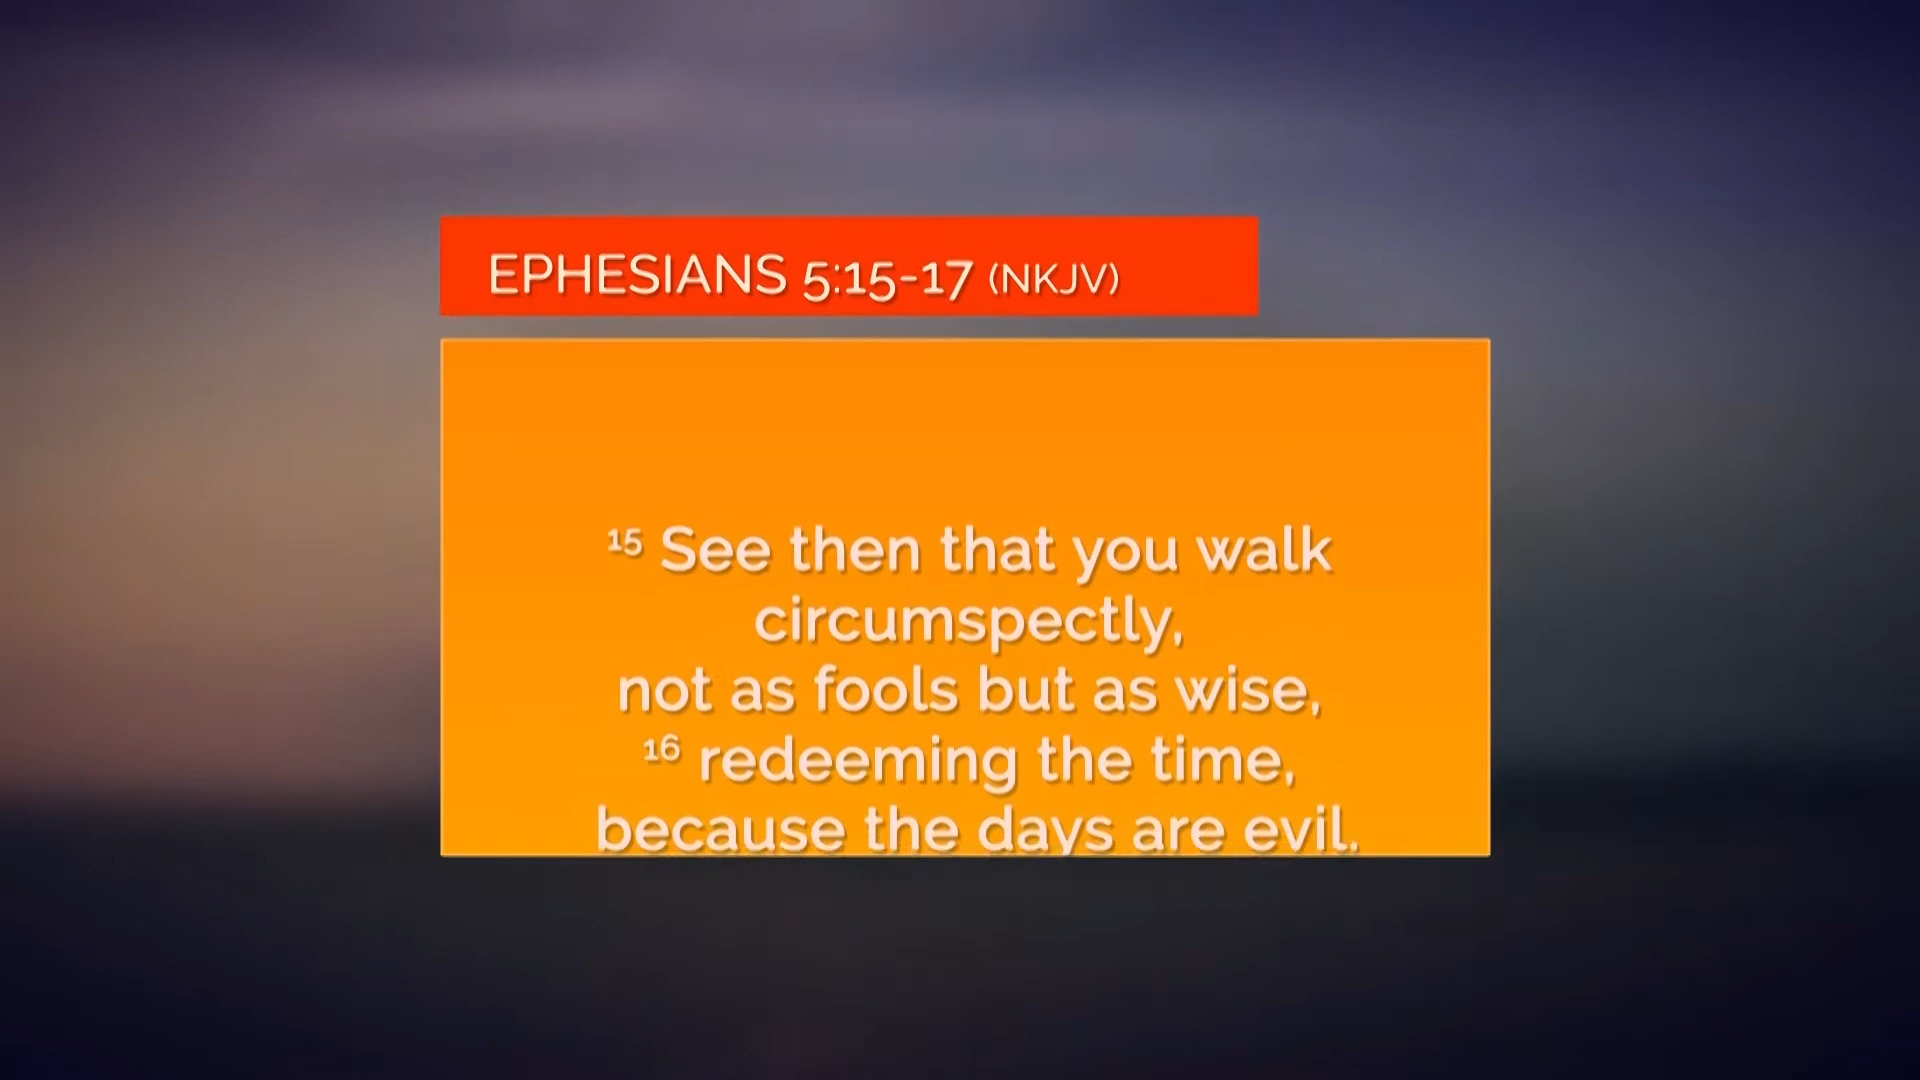 EPHESIANS 5:15-17 (NKJV)
15 See then that you walk
circumspectly,
not as fools but as wise,
16 redeeming the time,
because the days are evil.